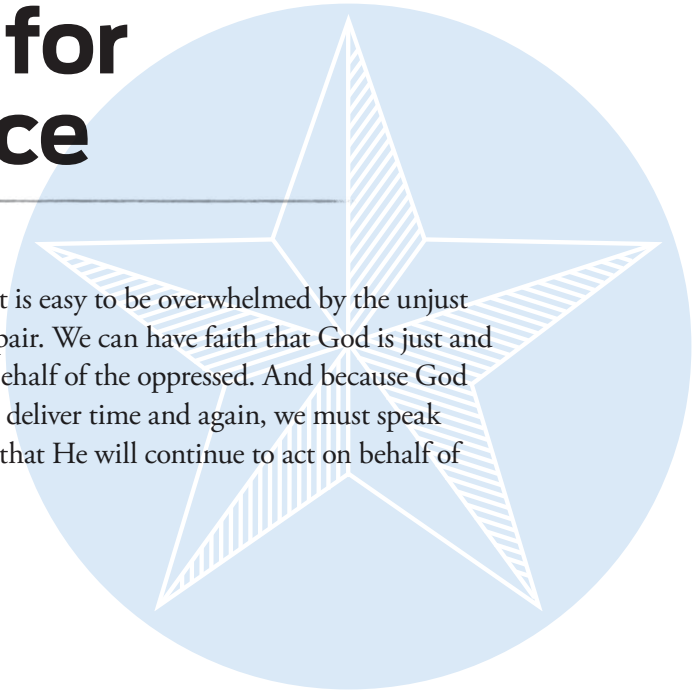 for
ce
t is easy to be overwhelmed by the unjust
pair. We can have faith that God is just and
ehalf of the oppressed. And because God
deliver time and again, we must speak
that He will continue to act on behalf of